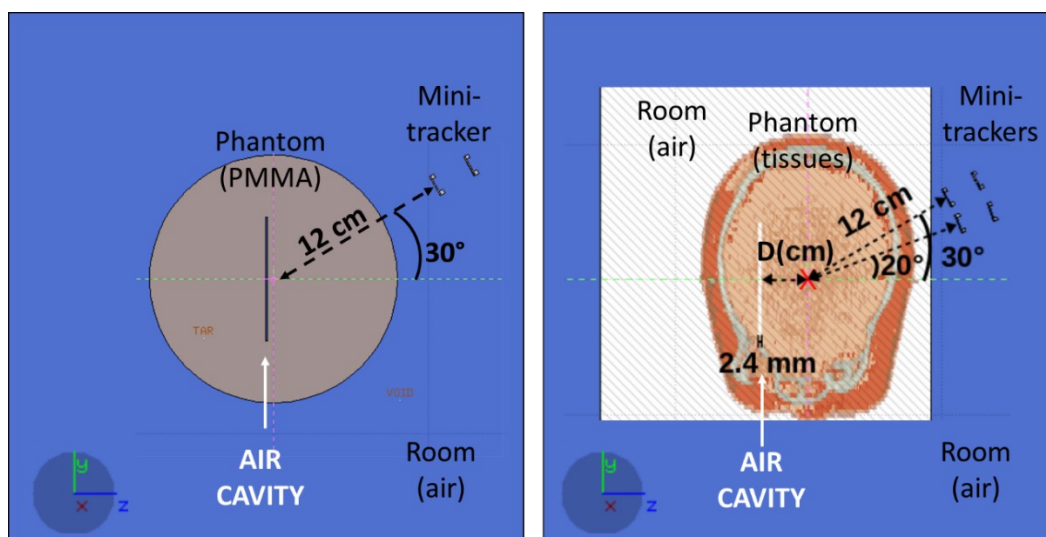 Mini-
tracker
Phantom
(PMMA)
12 cm
30°
TAR
VOID
AIR
CAVITY
Room
(air)
y
x
z
Room
(air)
Phantom
(tissues)
Mini-
trackers
12 cm
D(cm)
)20°
30°
H
2.4 mm
AIR
CAVITY
Room
(air)
y
x
z